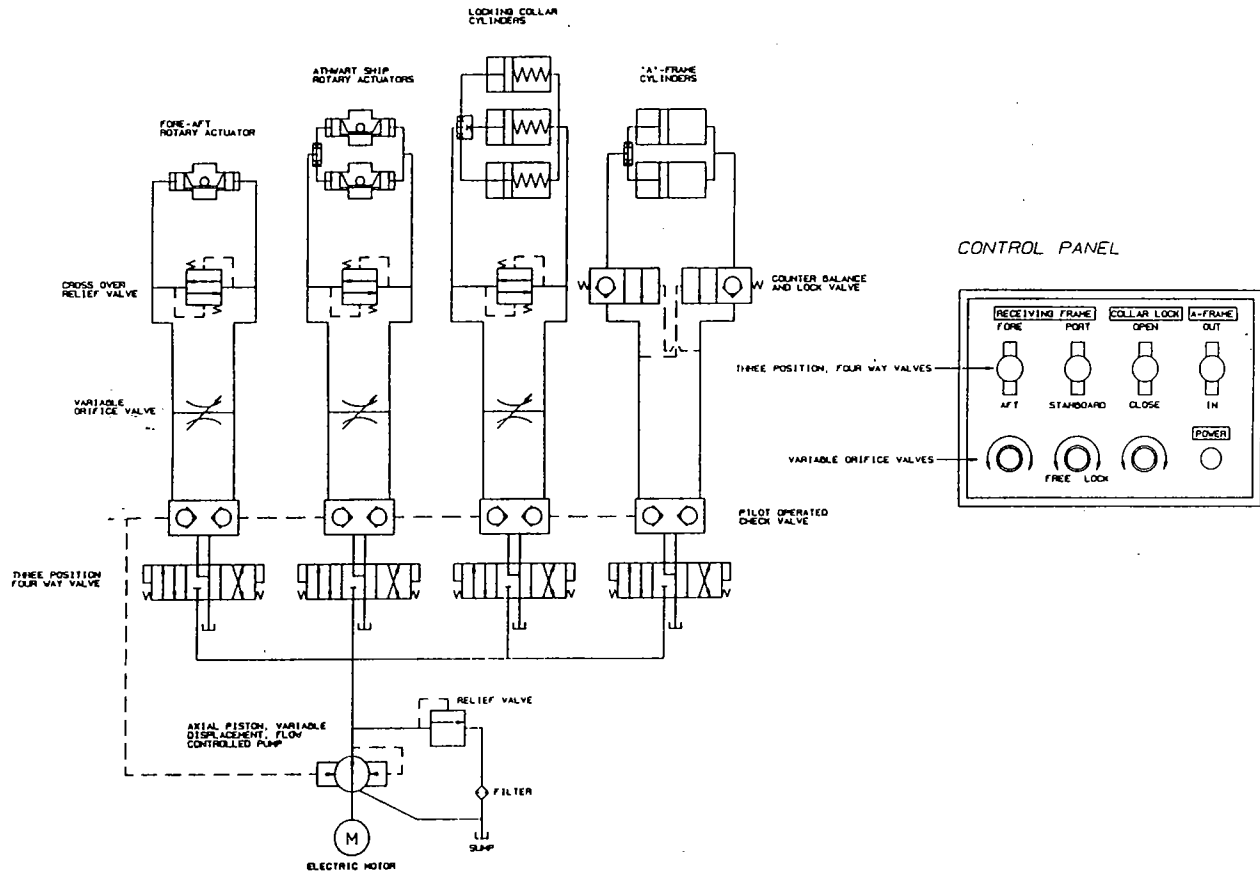 LOCKING COLLAR
CYLINDERS
ATHWART SHIP
ROTARY ACTUATORS
"A"-FRAME
CYLINDERS
FORE-AFT
ROTARY ACTUATOR
CROSS OVER
RELIEF VALVE
COUNTER BALANCE
AND LOCK VALVE
VARIABLE
ORIFICE VALVE
PILOT OPERATED
CHECK VALVE
THREE POSITION
FOUR WAY VALVE
RELIEF VALVE
AXIAL PISTON, VARIABLE
DISPLACEMENT, FLOW
CONTROLLED PUMP
FILTER
M
SUMP
ELECTRIC MOTOR
CONTROL PANEL
RECEIVING FRAME
COLLAR LOCK
A-FRAME
FORE
PORT
OPEN
OUT
THREE POSITION, FOUR WAY VALVES
AFT
STARBOARD
CLOSE
IN
POWER
VARIABLE ORIFICE VALVES
FREE LOCK